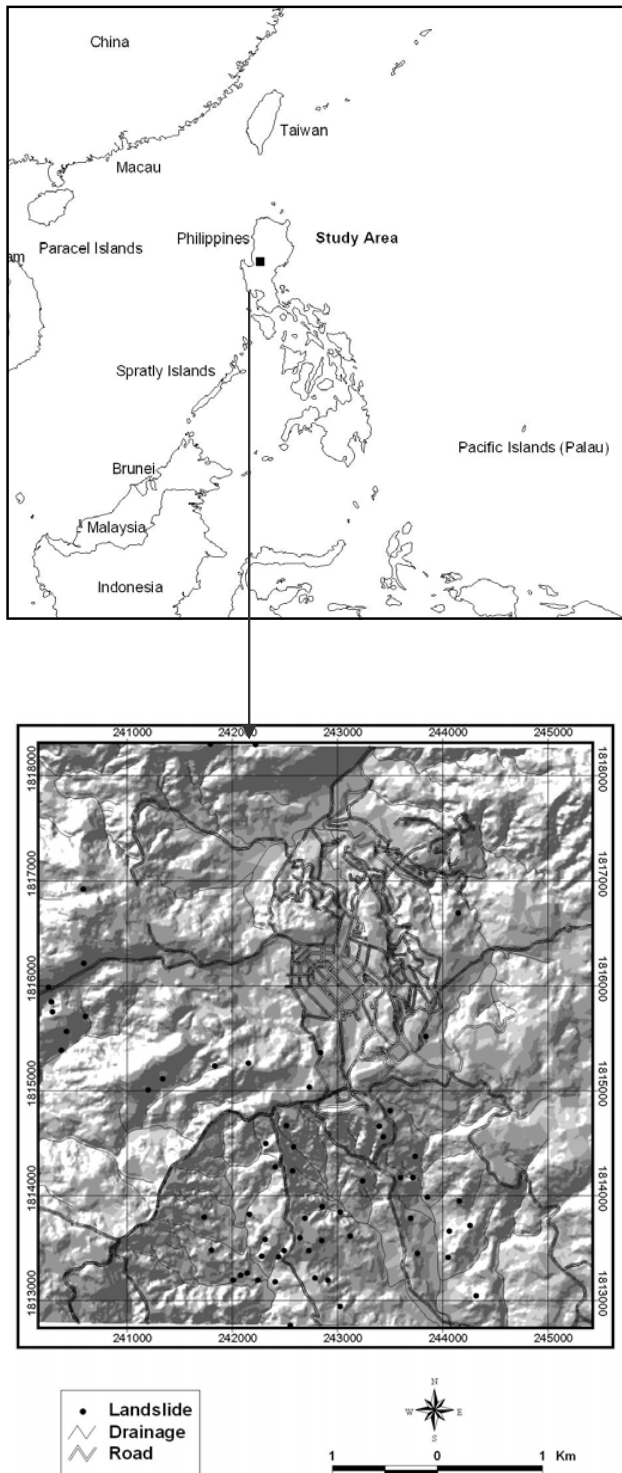 China
Taiwan
Macau
Philippines
Study Area
Paracel Islands
am
Spratly Islands
Pacific Islands (Palau)
Brunei
Malaysia
Indonesia
241000 242000 243000 244000 245000
1818000 1818000
1817000 1817000
1816000 1816000
1815000 1815000
1814000 1814000
1813000 1813000
241000 242000 243000 244000 245000
Landslide
Drainage
Road
N
W E
S
1 0 1 Km